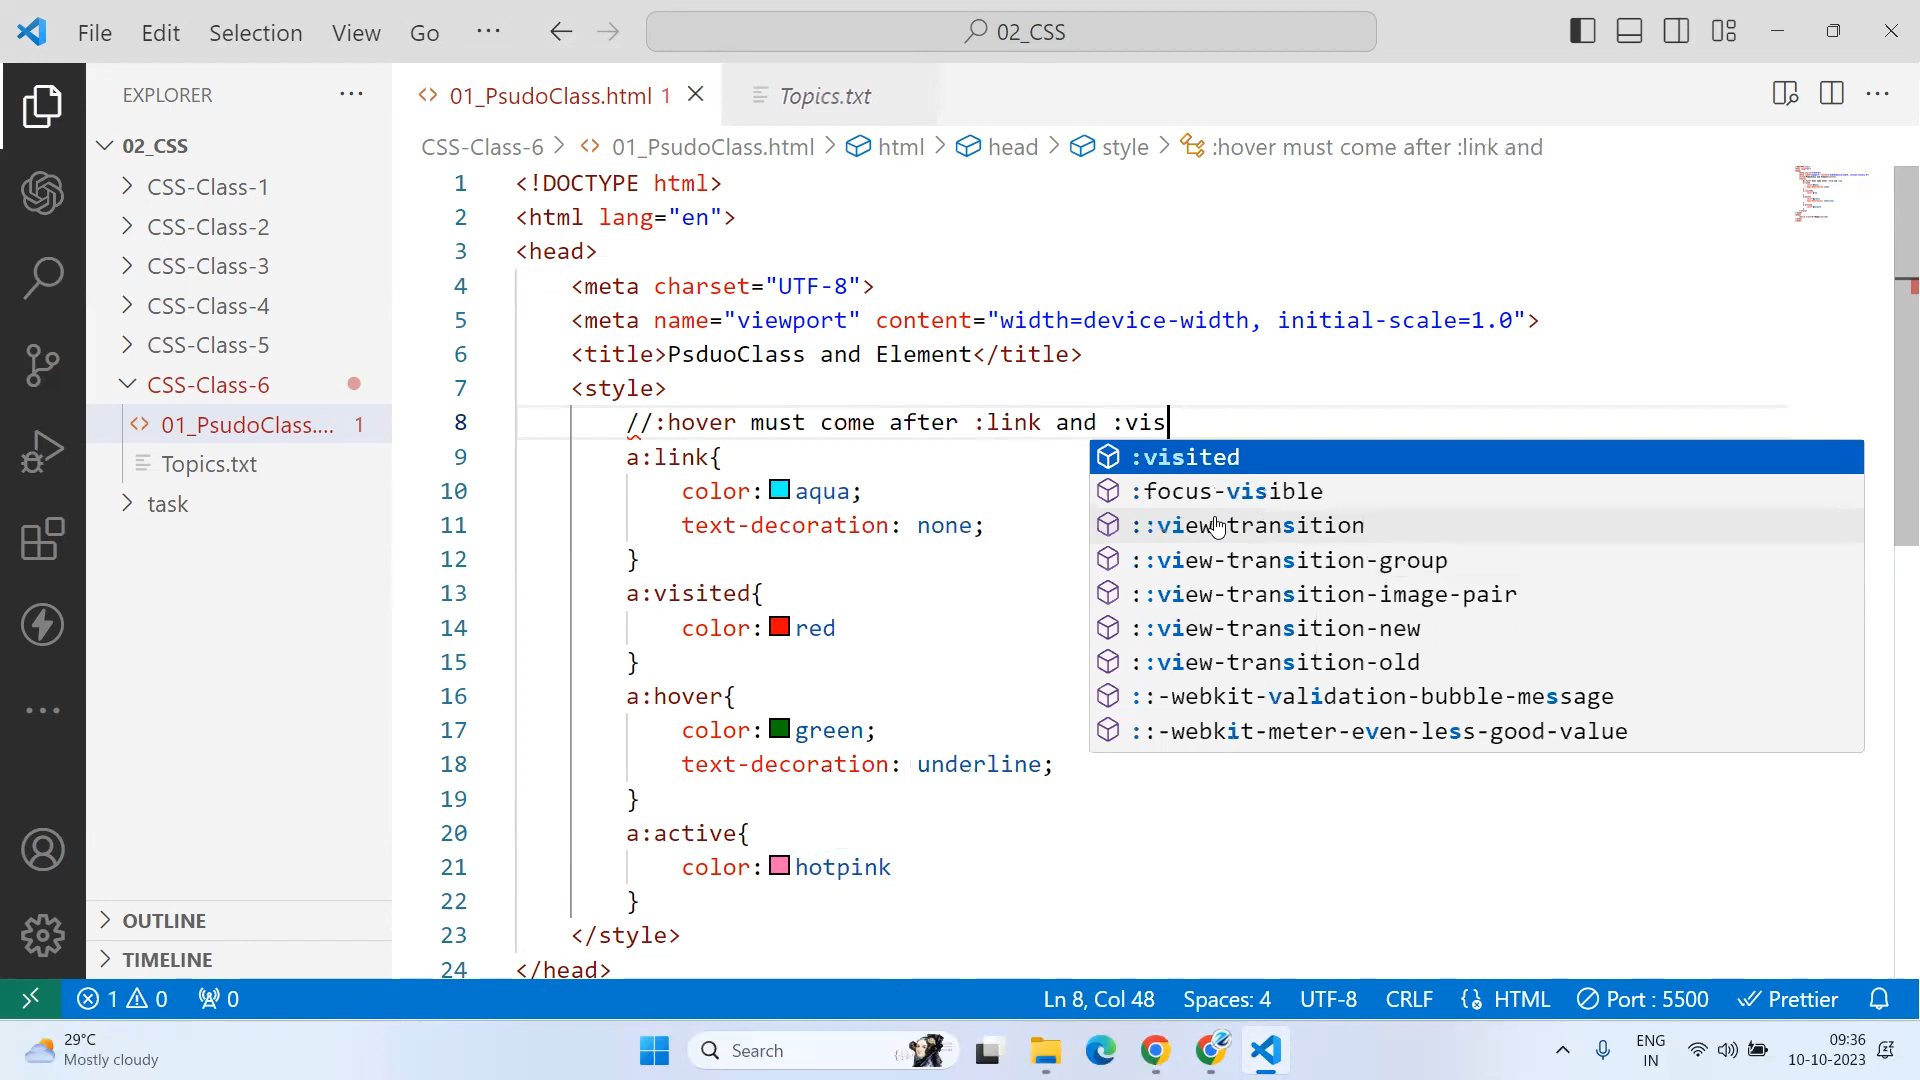 File Edit Selection View Go ··· 02_CSS
EXPLORER ···
01_PsudoClass.html 1 Topics.txt
CSS-Class-6 > 01_PsudoClass.html > html > head > style > :hover must come after :link and
02_CSS
CSS-Class-1
CSS-Class-2
CSS-Class-3
CSS-Class-4
CSS-Class-5
CSS-Class-6
01_PsudoClass.... 1
Topics.txt
task
OUTLINE
TIMELINE
1 <!DOCTYPE html>
2 <html lang="en">
3 <head>
4 <meta charset="UTF-8">
5 <meta name="viewport" content="width=device-width, initial-scale=1.0">
6 <title>PsduoClass and Element</title>
7 <style>
8 //:hover must come after :link and :vis
9 a:link{
10 color: aqua;
11 text-decoration: none;
12 }
13 a:visited{
14 color: red
15 }
16 a:hover{
17 color: green;
18 text-decoration: underline;
19 }
20 a:active{
21 color: hotpink
22 }
23 </style>
24 </head>
:visited
:focus-visible
::view-transition
::view-transition-group
::view-transition-image-pair
::view-transition-new
::view-transition-old
::-webkit-validation-bubble-message
::-webkit-meter-even-less-good-value
1 0 0 Ln 8, Col 48 Spaces: 4 UTF-8 CRLF HTML Port : 5500 Prettier
29°C
Mostly cloudy
Search
ENG
IN
09:36
10-10-2023